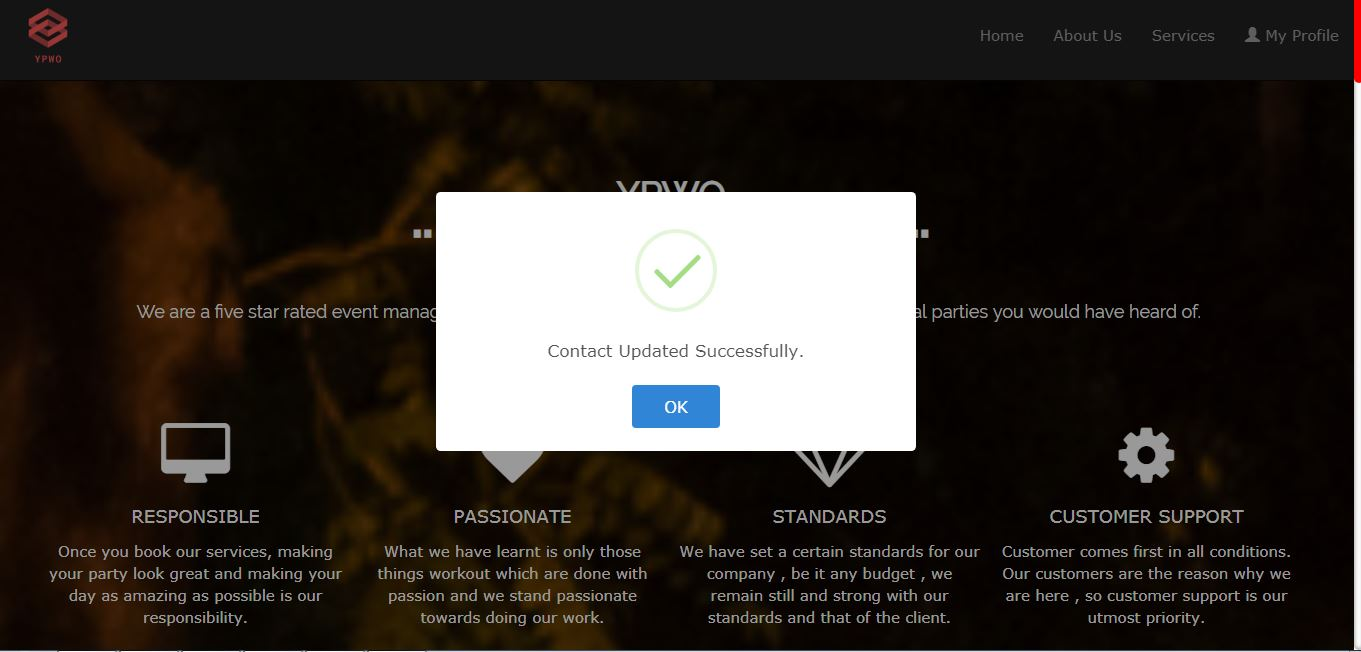 YPWO
Home About Us Services My Profile
YPWO
We are a five star rated event manag
al parties you would have heard of.
Contact Updated Successfully.
OK
RESPONSIBLE
Once you book our services, making
your party look great and making your
day as amazing as possible is our
responsibility.
PASSIONATE
What we have learnt is only those
things workout which are done with
passion and we stand passionate
towards doing our work.
STANDARDS
We have set a certain standards for our
company , be it any budget , we
remain still and strong with our
standards and that of the client.
CUSTOMER SUPPORT
Customer comes first in all conditions.
Our customers are the reason why we
are here , so customer support is our
utmost priority.